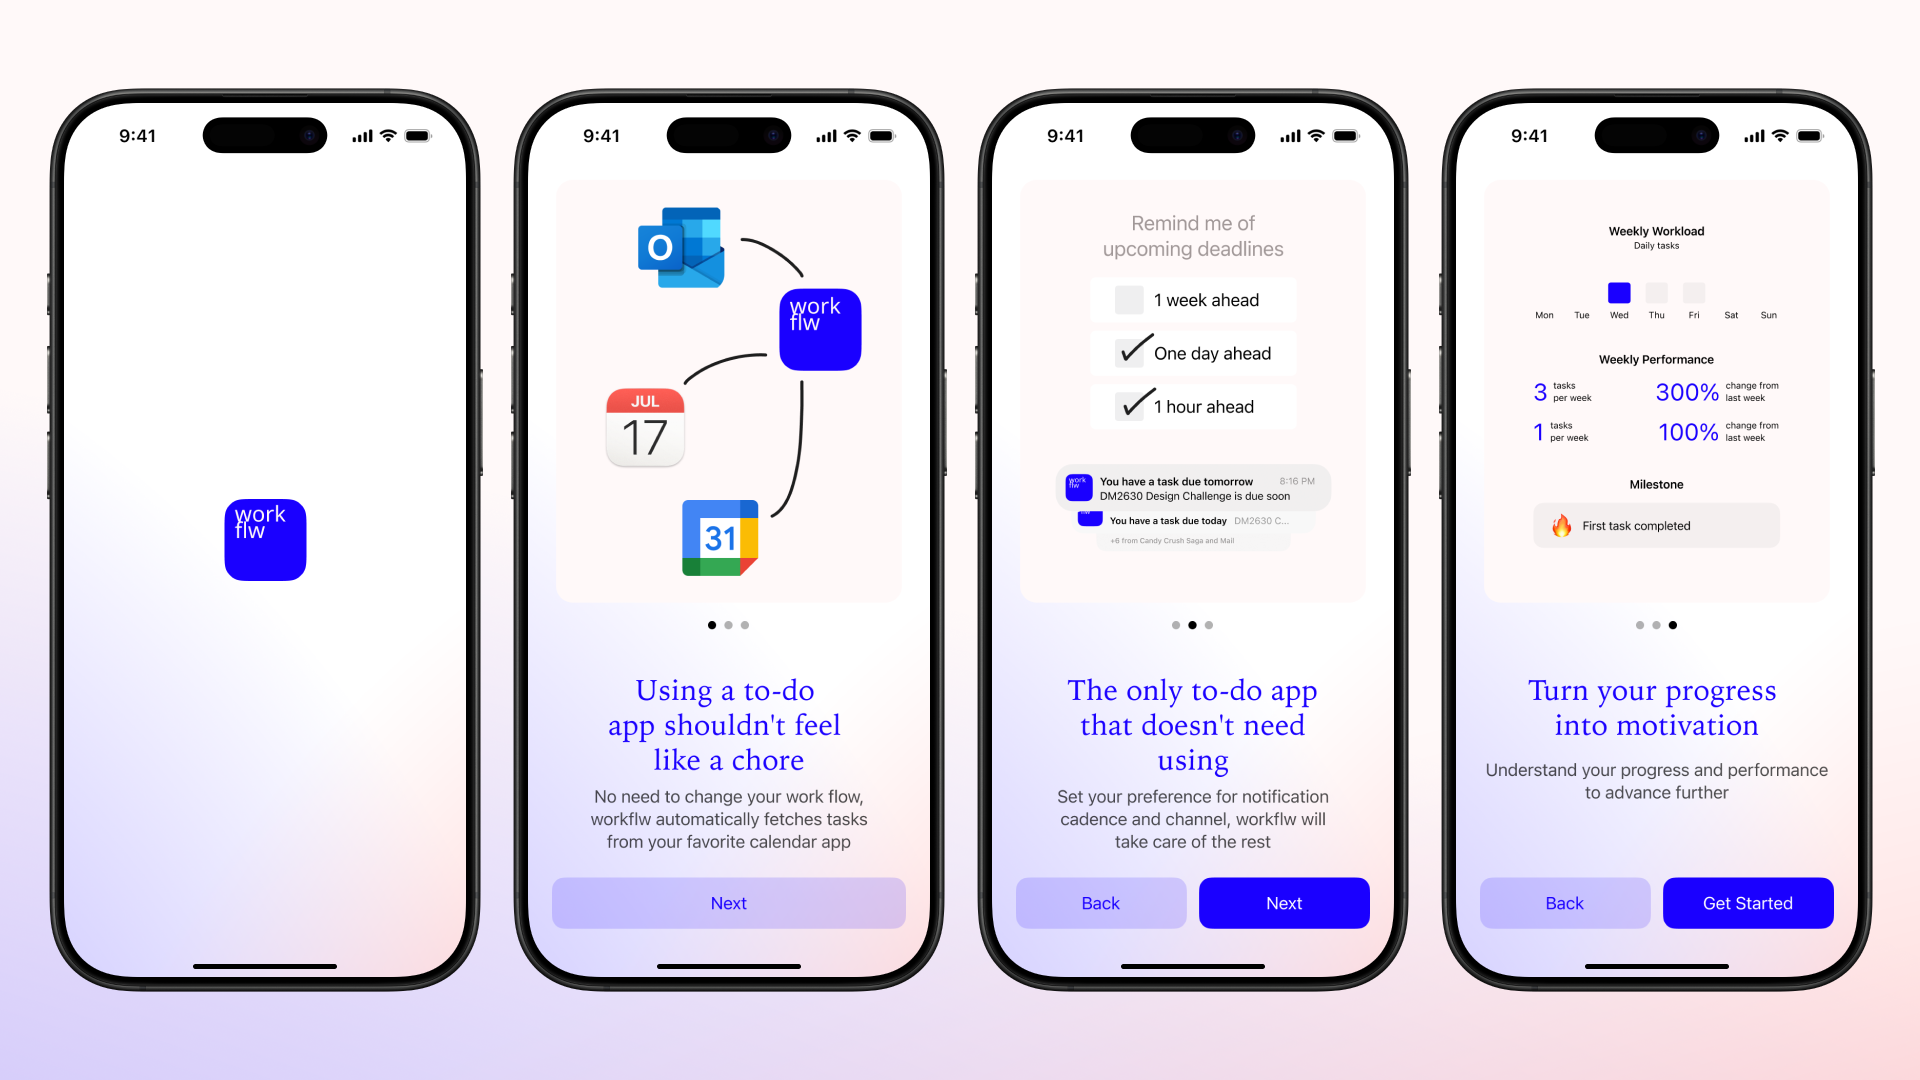 9:41
work
flw
9:41
O
work
flw
JUL
17
31
Using a to-do
app shouldn't feel
like a chore
No need to change your work flow,
workflw automatically fetches tasks
from your favorite calendar app
Next
9:41
Remind me of
upcoming deadlines
1 week ahead
One day ahead
1 hour ahead
work
flw
You have a task due tomorrow 8:16 PM
DM2630 Design Challenge is due soon
flw
You have a task due today DM2630 C...
+6 from Candy Crush Saga and Mail
The only to-do app
that doesn't need
using
Set your preference for notification
cadence and channel, workflw will
take care of the rest
Back Next
9:41
Weekly Workload
Daily tasks
Mon Tue Wed Thu Fri Sat Sun
Weekly Performance
3 tasks per week 300% change from last week
1 tasks per week 100% change from last week
Milestone
First task completed
Turn your progress
into motivation
Understand your progress and performance
to advance further
Back Get Started